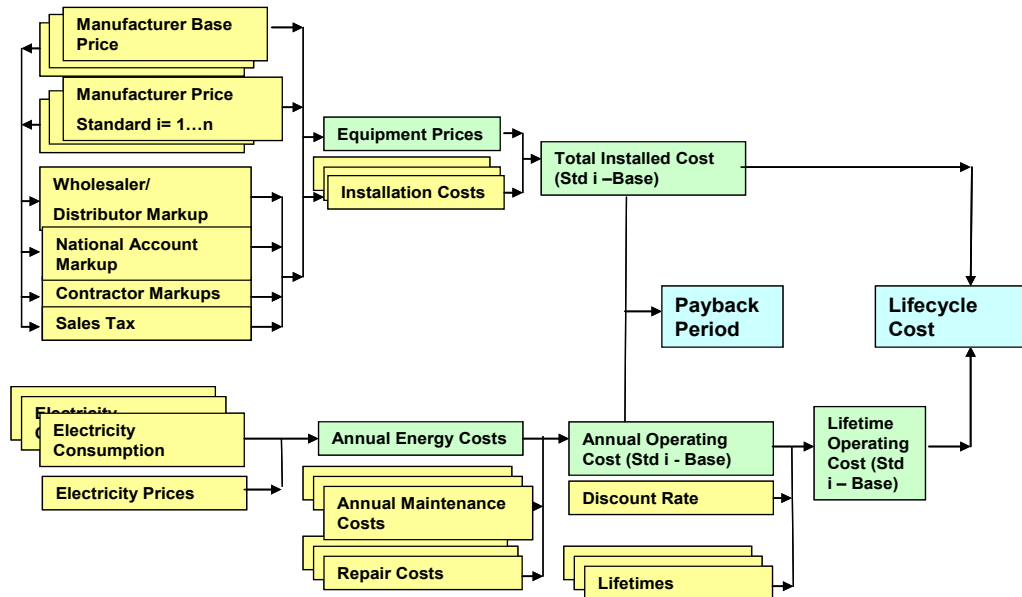 Manufacturer Base
Price
Manufacturer Price
Standard i= 1…n
Wholesaler/
Distributor Markup
National Account
Markup
Contractor Markups
Sales Tax
Equipment Prices
Installation Costs
Total Installed Cost
(Std i –Base)
Payback
Period
Lifecycle
Cost
Electricity
Electricity
Consumption
Electricity Prices
Annual Energy Costs
Annual Maintenance
Costs
Repair Costs
Annual Operating
Cost (Std i - Base)
Discount Rate
Lifetimes
Lifetime
Operating
Cost (Std
i – Base)